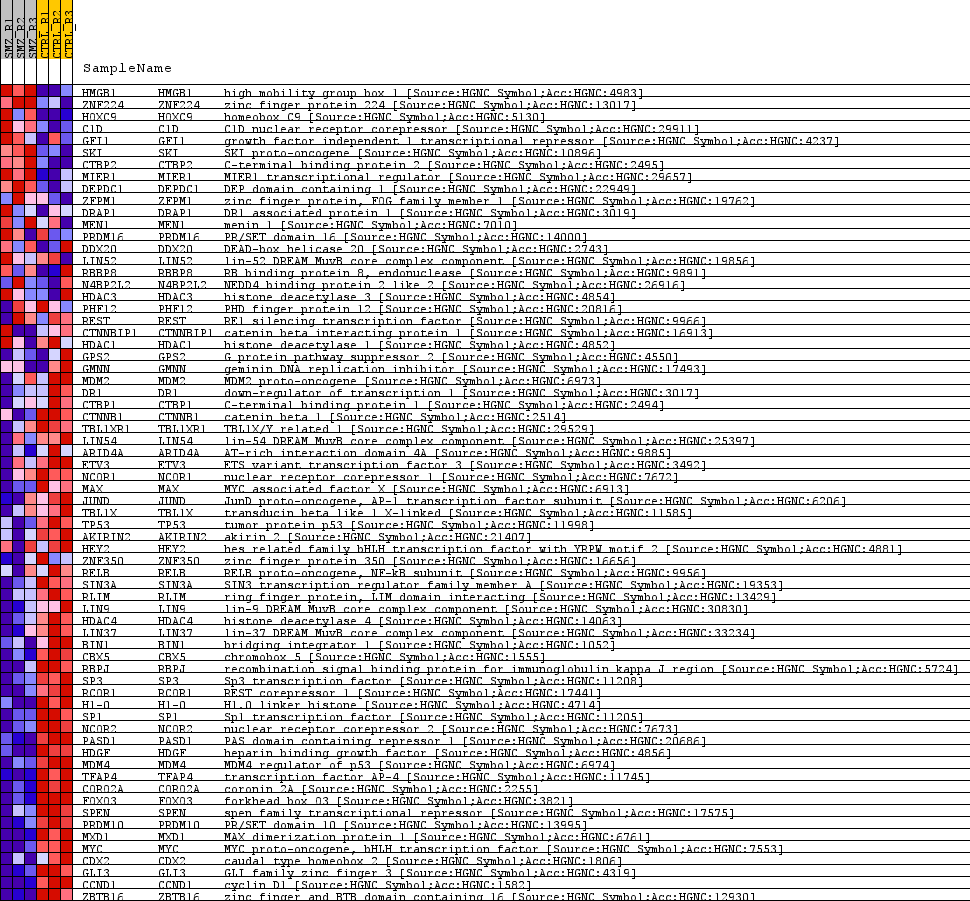 SMZ_R1
SMZ_R2
SMZ_R3
CTRL_R1
CTRL_R2
CTRL_R3
SampleName
HMGB1 HMGB1 high mobility group box 1 [Source:HGNC Symbol;Acc:HGNC:4983]
ZNF224 ZNF224 zinc finger protein 224 [Source:HGNC Symbol;Acc:HGNC:13017]
HOXC9 HOXC9 homeobox C9 [Source:HGNC Symbol;Acc:HGNC:5130]
C1D C1D C1D nuclear receptor corepressor [Source:HGNC Symbol;Acc:HGNC:29911]
GFI1 GFI1 growth factor independent 1 transcriptional repressor [Source:HGNC Symbol;Acc:HGNC:4237]
SKI SKI SKI proto-oncogene [Source:HGNC Symbol;Acc:HGNC:10896]
CTBP2 CTBP2 C-terminal binding protein 2 [Source:HGNC Symbol;Acc:HGNC:2495]
MIER1 MIER1 MIER1 transcriptional regulator [Source:HGNC Symbol;Acc:HGNC:29657]
DEPDC1 DEPDC1 DEP domain containing 1 [Source:HGNC Symbol;Acc:HGNC:22949]
ZFPM1 ZFPM1 zinc finger protein, FOG family member 1 [Source:HGNC Symbol;Acc:HGNC:19762]
DRAP1 DRAP1 DR1 associated protein 1 [Source:HGNC Symbol;Acc:HGNC:3019]
MEN1 MEN1 menin 1 [Source:HGNC Symbol;Acc:HGNC:7010]
PRDM16 PRDM16 PR/SET domain 16 [Source:HGNC Symbol;Acc:HGNC:14000]
DDX20 DDX20 DEAD-box helicase 20 [Source:HGNC Symbol;Acc:HGNC:2743]
LIN52 LIN52 lin-52 DREAM MuvB core complex component [Source:HGNC Symbol;Acc:HGNC:19856]
RBBP8 RBBP8 RB binding protein 8, endonuclease [Source:HGNC Symbol;Acc:HGNC:9891]
N4BP2L2 N4BP2L2 NEDD4 binding protein 2 like 2 [Source:HGNC Symbol;Acc:HGNC:26916]
HDAC3 HDAC3 histone deacetylase 3 [Source:HGNC Symbol;Acc:HGNC:4854]
PHF12 PHF12 PHD finger protein 12 [Source:HGNC Symbol;Acc:HGNC:20816]
REST REST RE1 silencing transcription factor [Source:HGNC Symbol;Acc:HGNC:9966]
CTNNBIP1 CTNNBIP1 catenin beta interacting protein 1 [Source:HGNC Symbol;Acc:HGNC:16913]
HDAC1 HDAC1 histone deacetylase 1 [Source:HGNC Symbol;Acc:HGNC:4852]
GPS2 GPS2 G protein pathway suppressor 2 [Source:HGNC Symbol;Acc:HGNC:4550]
GMNN GMNN geminin DNA replication inhibitor [Source:HGNC Symbol;Acc:HGNC:17493]
MDM2 MDM2 MDM2 proto-oncogene [Source:HGNC Symbol;Acc:HGNC:6973]
DR1 DR1 down-regulator of transcription 1 [Source:HGNC Symbol;Acc:HGNC:3017]
CTBP1 CTBP1 C-terminal binding protein 1 [Source:HGNC Symbol;Acc:HGNC:2494]
CTNNB1 CTNNB1 catenin beta 1 [Source:HGNC Symbol;Acc:HGNC:2514]
TBL1XR1 TBL1XR1 TBL1X/Y related 1 [Source:HGNC Symbol;Acc:HGNC:29529]
LIN54 LIN54 lin-54 DREAM MuvB core complex component [Source:HGNC Symbol;Acc:HGNC:25397]
ARID4A ARID4A AT-rich interaction domain 4A [Source:HGNC Symbol;Acc:HGNC:9885]
ETV3 ETV3 ETS variant transcription factor 3 [Source:HGNC Symbol;Acc:HGNC:3492]
NCOR1 NCOR1 nuclear receptor corepressor 1 [Source:HGNC Symbol;Acc:HGNC:7672]
MAX MAX MYC associated factor X [Source:HGNC Symbol;Acc:HGNC:6913]
JUND JUND JunD proto-oncogene, AP-1 transcription factor subunit [Source:HGNC Symbol;Acc:HGNC:6206]
TBL1X TBL1X transducin beta like 1 X-linked [Source:HGNC Symbol;Acc:HGNC:11585]
TP53 TP53 tumor protein p53 [Source:HGNC Symbol;Acc:HGNC:11998]
AKIRIN2 AKIRIN2 akirin 2 [Source:HGNC Symbol;Acc:HGNC:21407]
HEY2 HEY2 hes related family bHLH transcription factor with YRPW motif 2 [Source:HGNC Symbol;Acc:HGNC:4881]
ZNF350 ZNF350 zinc finger protein 350 [Source:HGNC Symbol;Acc:HGNC:16656]
RELB RELB RELB proto-oncogene, NF-kB subunit [Source:HGNC Symbol;Acc:HGNC:9956]
SIN3A SIN3A SIN3 transcription regulator family member A [Source:HGNC Symbol;Acc:HGNC:19353]
RLIM RLIM ring finger protein, LIM domain interacting [Source:HGNC Symbol;Acc:HGNC:13429]
LIN9 LIN9 lin-9 DREAM MuvB core complex component [Source:HGNC Symbol;Acc:HGNC:30830]
HDAC4 HDAC4 histone deacetylase 4 [Source:HGNC Symbol;Acc:HGNC:14063]
LIN37 LIN37 lin-37 DREAM MuvB core complex component [Source:HGNC Symbol;Acc:HGNC:33234]
BIN1 BIN1 bridging integrator 1 [Source:HGNC Symbol;Acc:HGNC:1052]
CBX5 CBX5 chromobox 5 [Source:HGNC Symbol;Acc:HGNC:1555]
RBPJ RBPJ recombination signal binding protein for immunoglobulin kappa J region [Source:HGNC Symbol;Acc:HGNC:5724]
SP3 SP3 Sp3 transcription factor [Source:HGNC Symbol;Acc:HGNC:11208]
RCOR1 RCOR1 REST corepressor 1 [Source:HGNC Symbol;Acc:HGNC:17441]
H1-0 H1-0 H1.0 linker histone [Source:HGNC Symbol;Acc:HGNC:4714]
SP1 SP1 Sp1 transcription factor [Source:HGNC Symbol;Acc:HGNC:11205]
NCOR2 NCOR2 nuclear receptor corepressor 2 [Source:HGNC Symbol;Acc:HGNC:7673]
PASD1 PASD1 PAS domain containing repressor 1 [Source:HGNC Symbol;Acc:HGNC:20686]
HDGF HDGF heparin binding growth factor [Source:HGNC Symbol;Acc:HGNC:4856]
MDM4 MDM4 MDM4 regulator of p53 [Source:HGNC Symbol;Acc:HGNC:6974]
TFAP4 TFAP4 transcription factor AP-4 [Source:HGNC Symbol;Acc:HGNC:11745]
CORO2A CORO2A coronin 2A [Source:HGNC Symbol;Acc:HGNC:2255]
FOXO3 FOXO3 forkhead box O3 [Source:HGNC Symbol;Acc:HGNC:3821]
SPEN SPEN spen family transcriptional repressor [Source:HGNC Symbol;Acc:HGNC:17575]
PRDM10 PRDM10 PR/SET domain 10 [Source:HGNC Symbol;Acc:HGNC:13995]
MXD1 MXD1 MAX dimerization protein 1 [Source:HGNC Symbol;Acc:HGNC:6761]
MYC MYC MYC proto-oncogene, bHLH transcription factor [Source:HGNC Symbol;Acc:HGNC:7553]
CDX2 CDX2 caudal type homeobox 2 [Source:HGNC Symbol;Acc:HGNC:1806]
GLI3 GLI3 GLI family zinc finger 3 [Source:HGNC Symbol;Acc:HGNC:4319]
CCND1 CCND1 cyclin D1 [Source:HGNC Symbol;Acc:HGNC:1582]
ZBTB16 ZBTB16 zinc finger and BTB domain containing 16 [Source:HGNC Symbol;Acc:HGNC:12930]